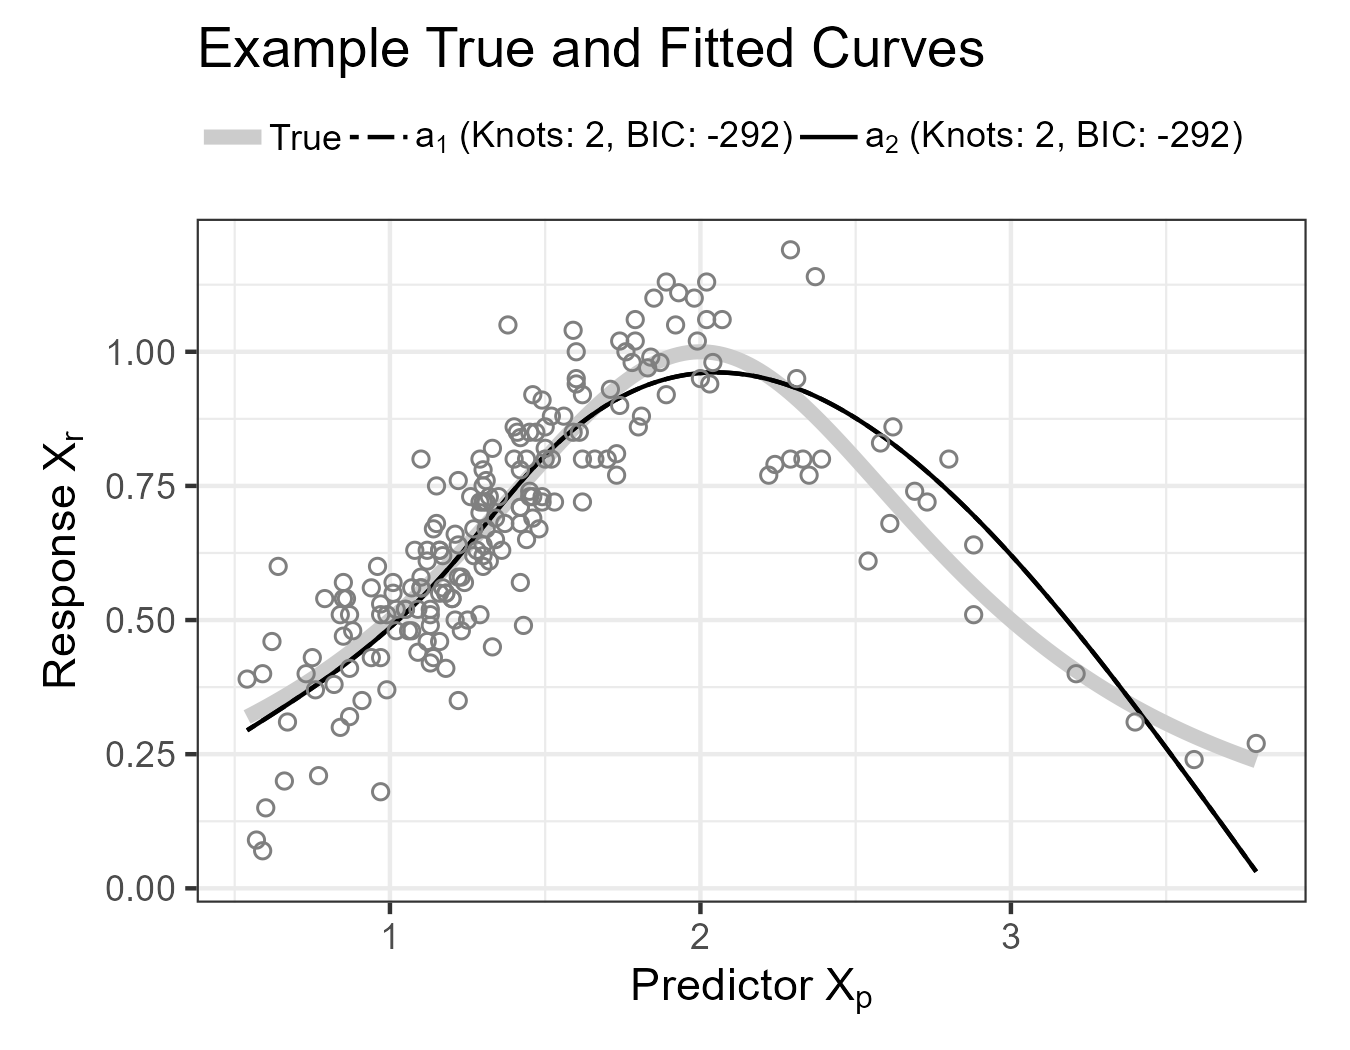 Example True and Fitted Curves
True a1 (Knots: 2, BIC: -292) a2 (Knots: 2, BIC: -292)
Response Xr
1.00
0.75
0.50
0.25
0.00
1 2 3
Predictor Xp